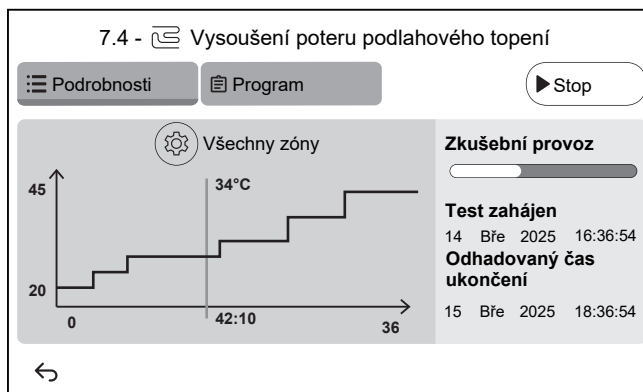 7.4 - Vysoušení poteru podlahového topení
Podrobnosti
Program
Stop
Všechny zóny
45
34°C
20
0
42:10
36
Zkušební provoz
Test zahájen
14 Bře 2025 16:36:54
Odhadovaný čas
ukončení
15 Bře 2025 18:36:54